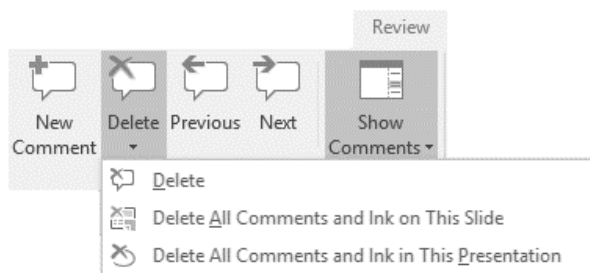 Review
New Comment
Delete
Previous
Next
Show Comments
Delete
Delete All Comments and Ink on This Slide
Delete All Comments and Ink in This Presentation